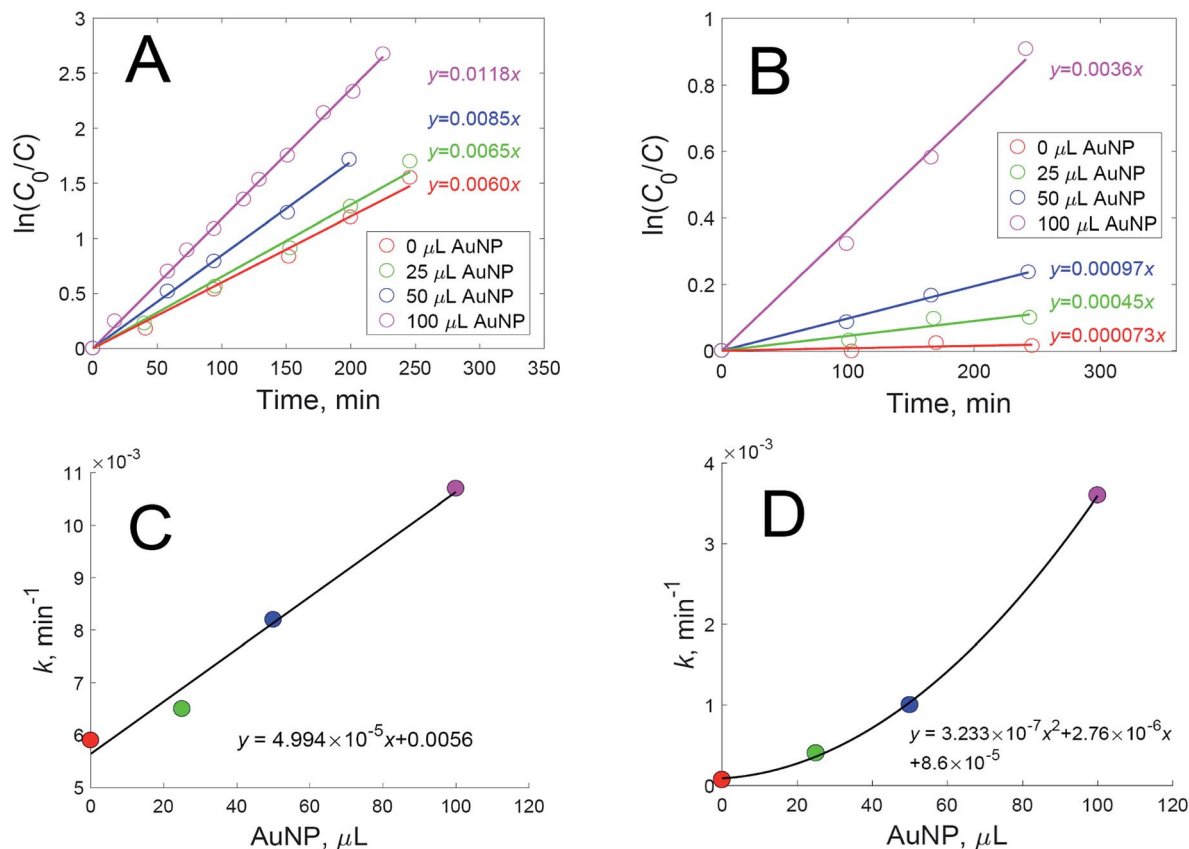 A
3
2.5
2
1.5
1
0.5
0
0 50 100 150 200 250 300 350
ln(C₀/C)
Time, min
y=0.0118x
y=0.0085x
y=0.0065x
y=0.0060x
0 μL AuNP
25 μL AuNP
50 μL AuNP
100 μL AuNP
B
1
0.8
0.6
0.4
0.2
0
0 100 200 300
ln(C₀/C)
Time, min
y=0.0036x
0 μL AuNP
25 μL AuNP
50 μL AuNP
100 μL AuNP
y=0.00097x
y=0.00045x
y=0.000073x
C
×10⁻³
11
10
9
8
7
6
5
0 20 40 60 80 100 120
k, min⁻¹
AuNP, μL
y = 4.994×10⁻⁵x+0.0056
D
×10⁻³
4
3
2
1
0
0 20 40 60 80 100 120
k, min⁻¹
AuNP, μL
y = 3.233×10⁻⁷x²+2.76×10⁻⁶x
+8.6×10⁻⁵